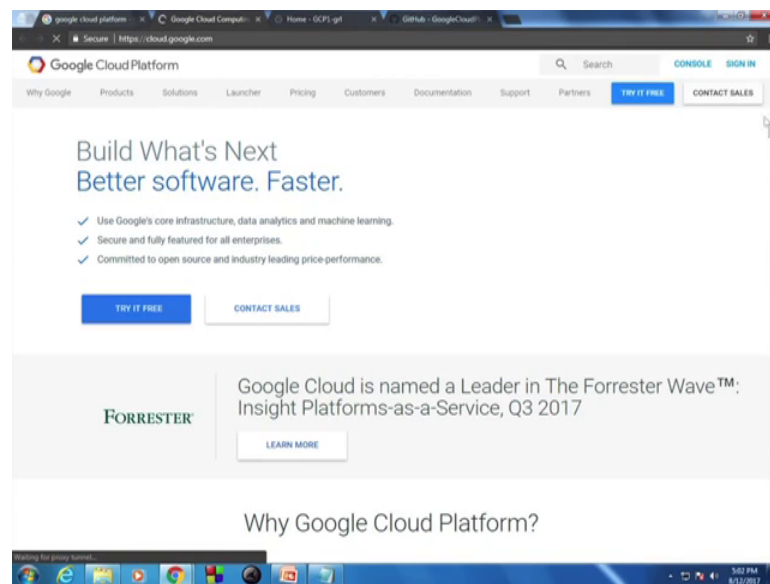 google cloud platform -
Google Cloud Computin
Home - GCP1-grl
GitHub - GoogleCloudPl
Secure | https://cloud.google.com
Google Cloud Platform
Search
CONSOLE
SIGN IN
Why Google
Products
Solutions
Launcher
Pricing
Customers
Documentation
Support
Partners
TRY IT FREE
CONTACT SALES
Build What's Next
Better software. Faster.
Use Google's core infrastructure, data analytics and machine learning.
Secure and fully featured for all enterprises.
Committed to open source and industry leading price-performance.
TRY IT FREE
CONTACT SALES
FORRESTER
Google Cloud is named a Leader in The Forrester Wave™:
Insight Platforms-as-a-Service, Q3 2017
LEARN MORE
Why Google Cloud Platform?
Waiting for proxy tunnel...
5:02 PM
8/12/2017